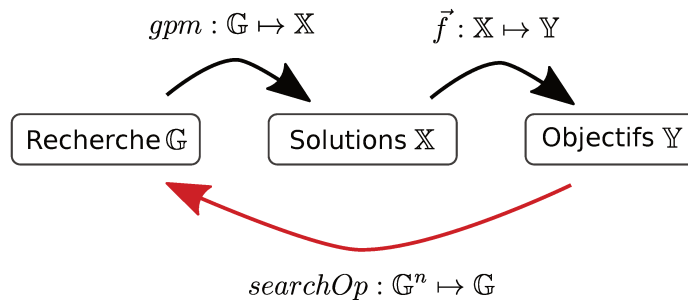 gpm : 𝔾 ↦ 𝕏
f⃗ : 𝕏 ↦ 𝕐
Recherche 𝔾
Solutions 𝕏
Objectifs 𝕐
searchOp : 𝔾ⁿ ↦ 𝔾